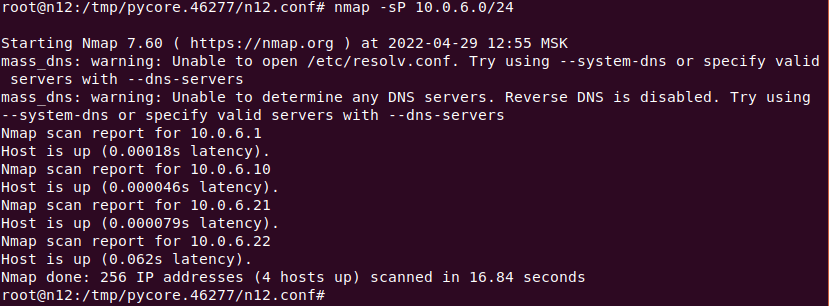 root@n12:/tmp/pycore.46277/n12.conf# nmap -sP 10.0.6.0/24
Starting Nmap 7.60 ( https://nmap.org ) at 2022-04-29 12:55 MSK
mass_dns: warning: Unable to open /etc/resolv.conf. Try using --system-dns or specify valid
 servers with --dns-servers
mass_dns: warning: Unable to determine any DNS servers. Reverse DNS is disabled. Try using
--system-dns or specify valid servers with --dns-servers
Nmap scan report for 10.0.6.1
Host is up (0.00018s latency).
Nmap scan report for 10.0.6.10
Host is up (0.000046s latency).
Nmap scan report for 10.0.6.21
Host is up (0.000079s latency).
Nmap scan report for 10.0.6.22
Host is up (0.062s latency).
Nmap done: 256 IP addresses (4 hosts up) scanned in 16.84 seconds
root@n12:/tmp/pycore.46277/n12.conf#